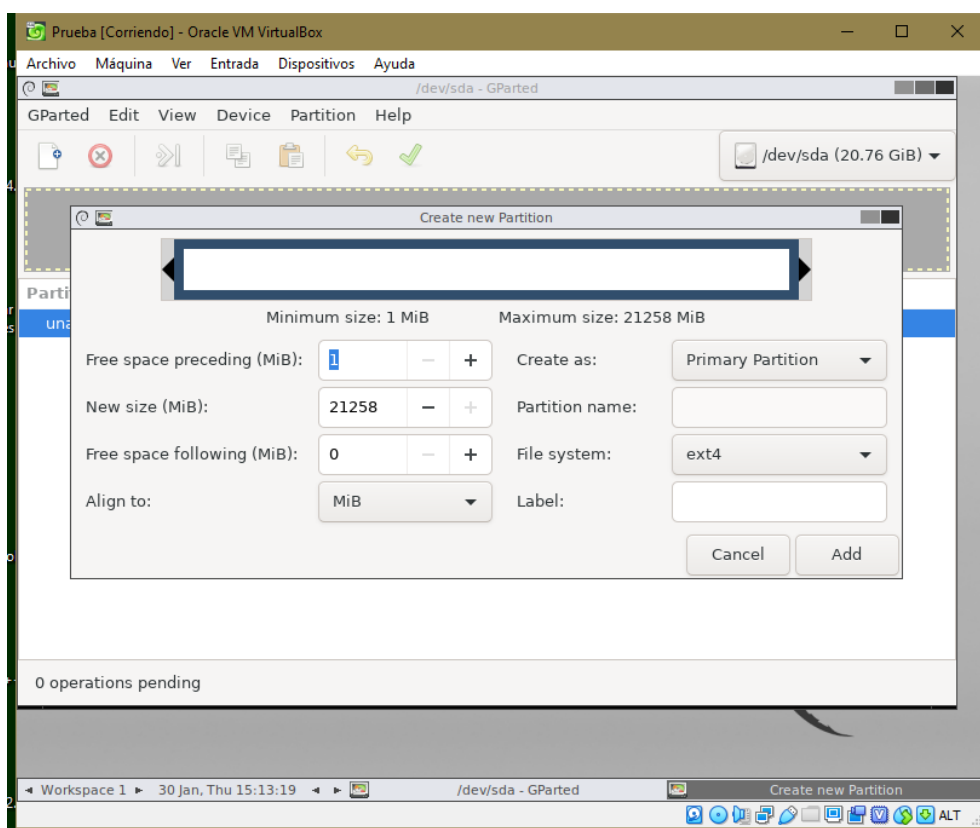 Prueba [Corriendo] - Oracle VM VirtualBox
Archivo Máquina Ver Entrada Dispositivos Ayuda
/dev/sda - GParted
GParted Edit View Device Partition Help
/dev/sda (20.76 GiB)
Create new Partition
Parti
Minimum size: 1 MiB Maximum size: 21258 MiB
una
Free space preceding (MiB): 1 Create as: Primary Partition
New size (MiB): 21258 Partition name:
Free space following (MiB): 0 File system: ext4
Align to: MiB Label:
Cancel Add
0 operations pending
Workspace 1 30 Jan, Thu 15:13:19 /dev/sda - GParted Create new Partition
ALT